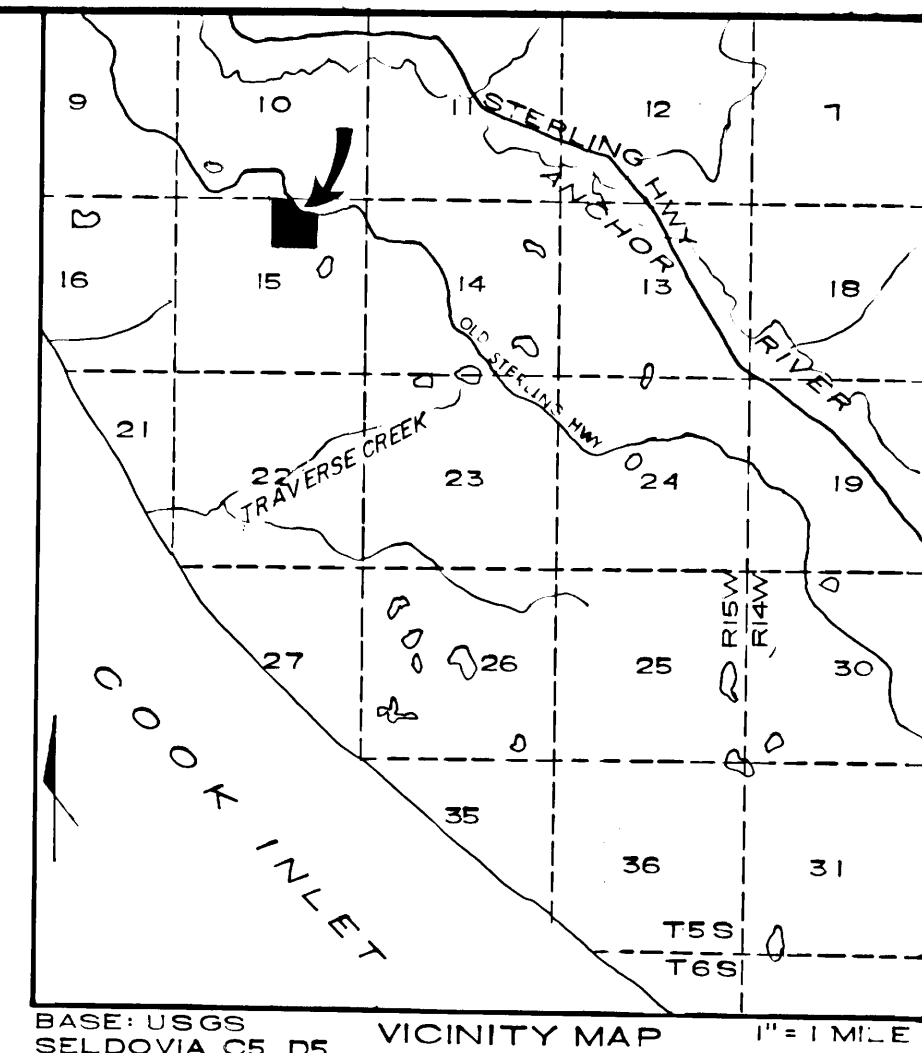 9
10
11
12
7
STERLING HWY
ANCHOR RIVER
16
15
14
13
18
OLD STERLING HWY
21
22
TRAVERSE CREEK
23
24
19
R15W
R14W
27
26
25
30
COOK INLET
35
36
31
T5S
T6S
BASE: USGS
SELDOVIA C5, D5
VICINITY MAP
1" = 1 MILE